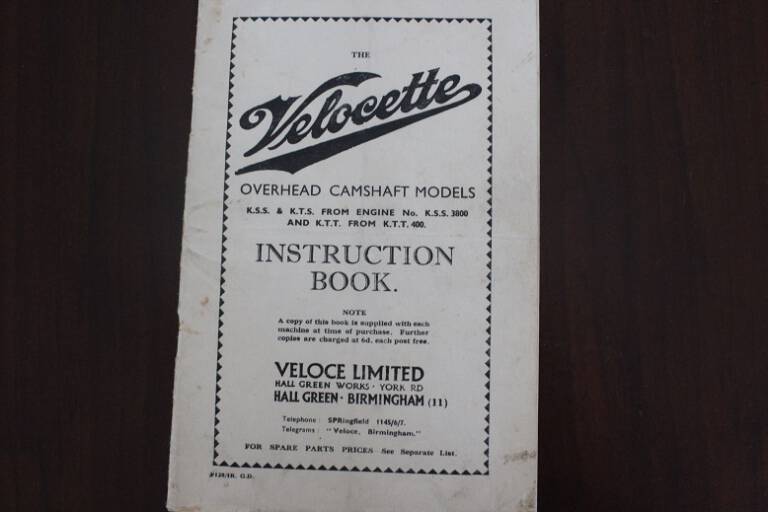 THE
Velocette
OVERHEAD CAMSHAFT MODELS
K.S.S. & K.T.S. FROM ENGINE No. K.S.S. 3800
AND K.T.T. FROM K.T.T. 400.
INSTRUCTION
BOOK.
NOTE
A copy of this book is supplied with each
machine at time of purchase. Further
copies are charged at 6d. each post free.
VELOCE LIMITED
HALL GREEN WORKS · YORK RD
HALL GREEN · BIRMINGHAM (11)
Telephone: SPRingfield 1145/6/7.
Telegrams: "Veloce, Birmingham."
FOR SPARE PARTS PRICES See Separate List.
G.D.